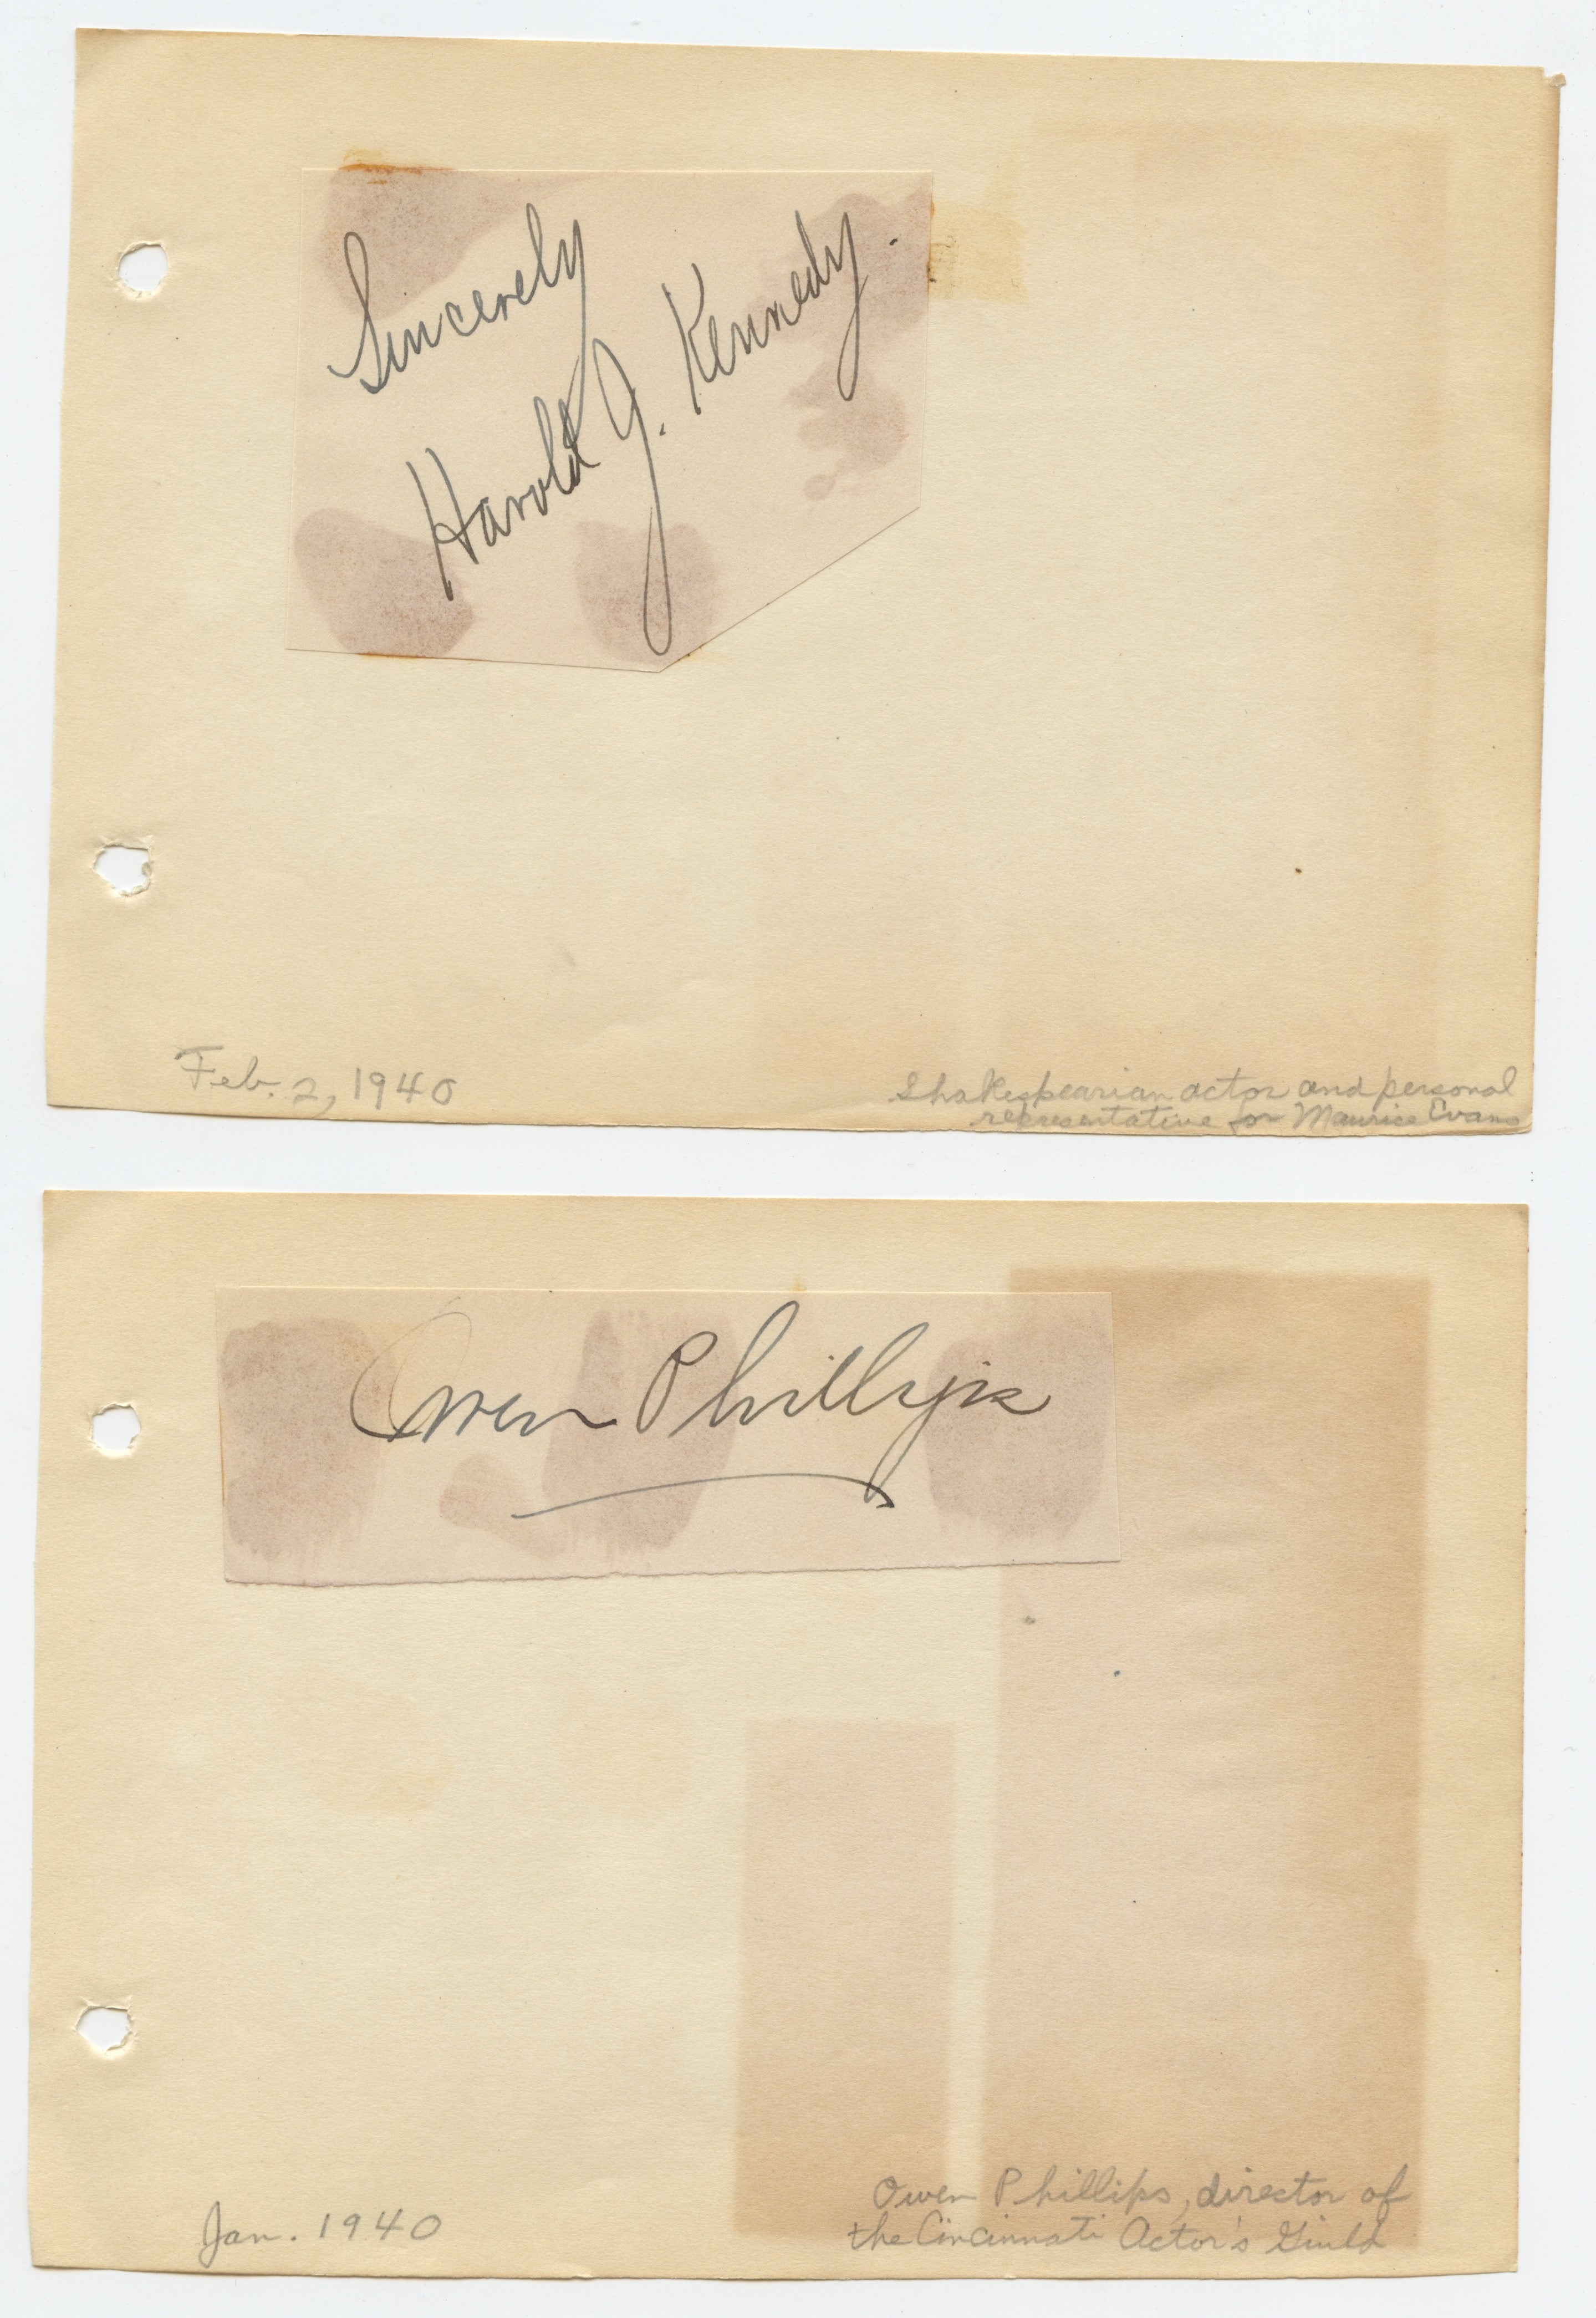 Sincerely
Harold J. Kennedy.
Feb. 2, 1940
Shakespearian actor and personal
representative for Maurice Evans
Owen Phillips
Jan. 1940
Owen Phillips, director of
the Cincinnati Actor's Guild